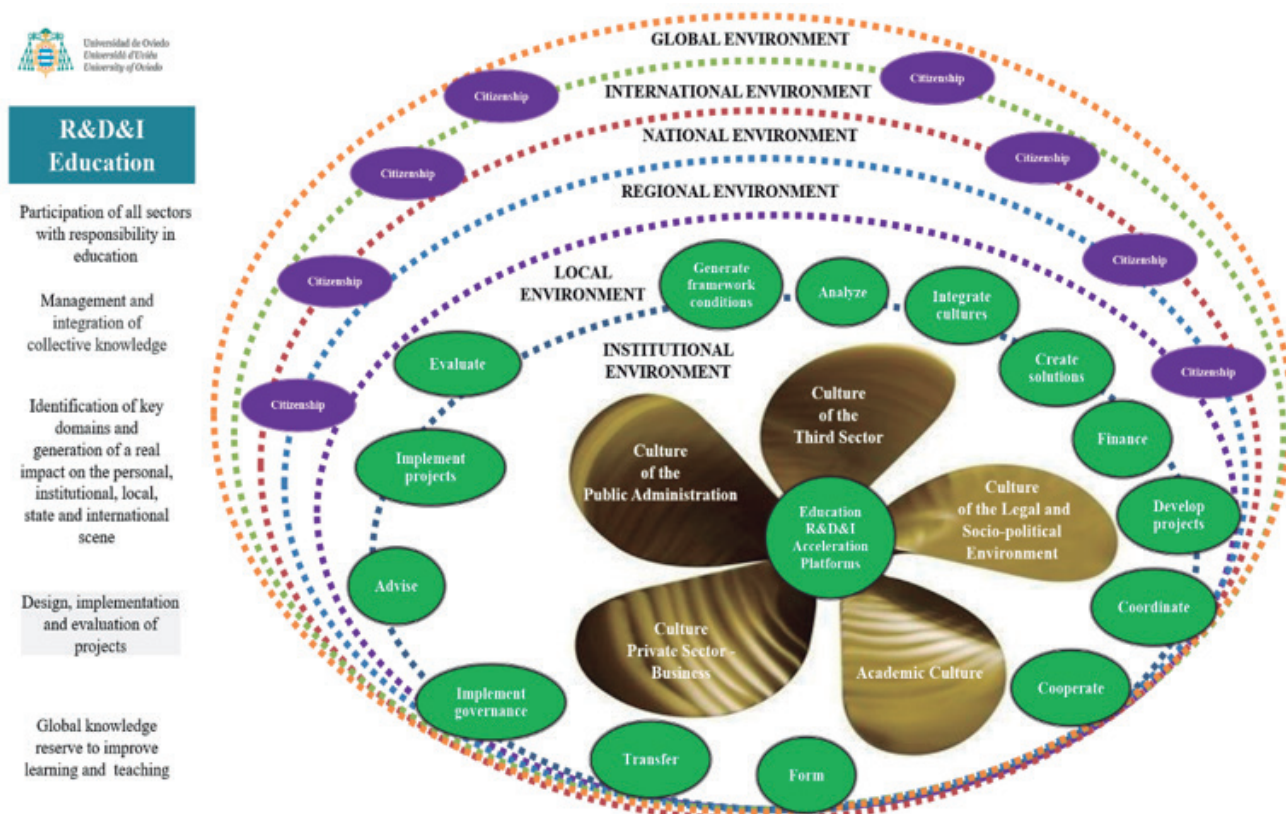 Universidad de Oviedo
Universidá d'Uviéu
University of Oviedo
R&D&I
Education
Participation of all sectors
with responsibility in
education
Management and
integration of
collective knowledge
Identification of key
domains and
generation of a real
impact on the personal,
institutional, local,
state and international
scene
Design, implementation
and evaluation of
projects
Global knowledge
reserve to improve
learning and teaching
GLOBAL ENVIRONMENT
Citizenship
Citizenship
INTERNATIONAL ENVIRONMENT
NATIONAL ENVIRONMENT
Citizenship
Citizenship
REGIONAL ENVIRONMENT
Citizenship
Citizenship
LOCAL
ENVIRONMENT
Citizenship
Citizenship
INSTITUTIONAL
ENVIRONMENT
Generate
framework
conditions
Analyze
Integrate
cultures
Create
solutions
Finance
Develop
projects
Coordinate
Cooperate
Form
Transfer
Implement
governance
Advise
Implement
projects
Evaluate
Culture
of the
Third Sector
Culture
of the
Public Administration
Culture
of the Legal and
Socio-political
Environment
Education
R&D&I
Acceleration
Platforms
Culture
Private Sector -
Business
Academic Culture